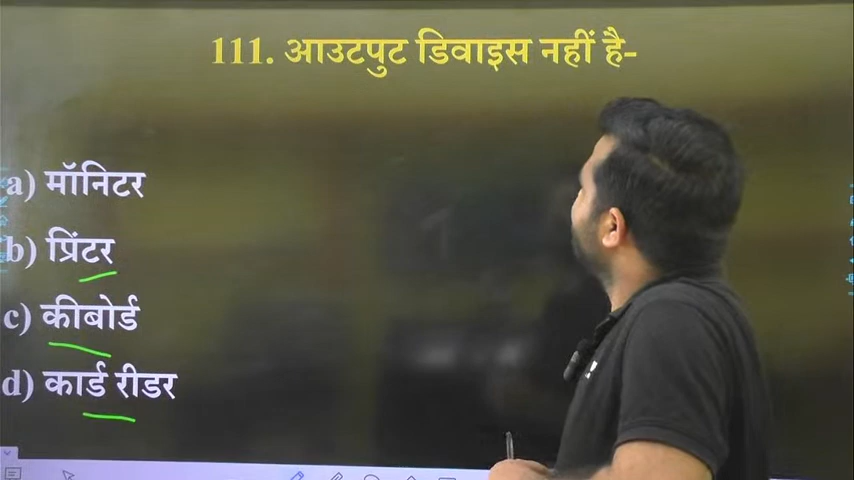 111. आउटपुट डिवाइस नहीं है-
a) मॉनिटर
b) प्रिंटर
c) कीबोर्ड
d) कार्ड रीडर